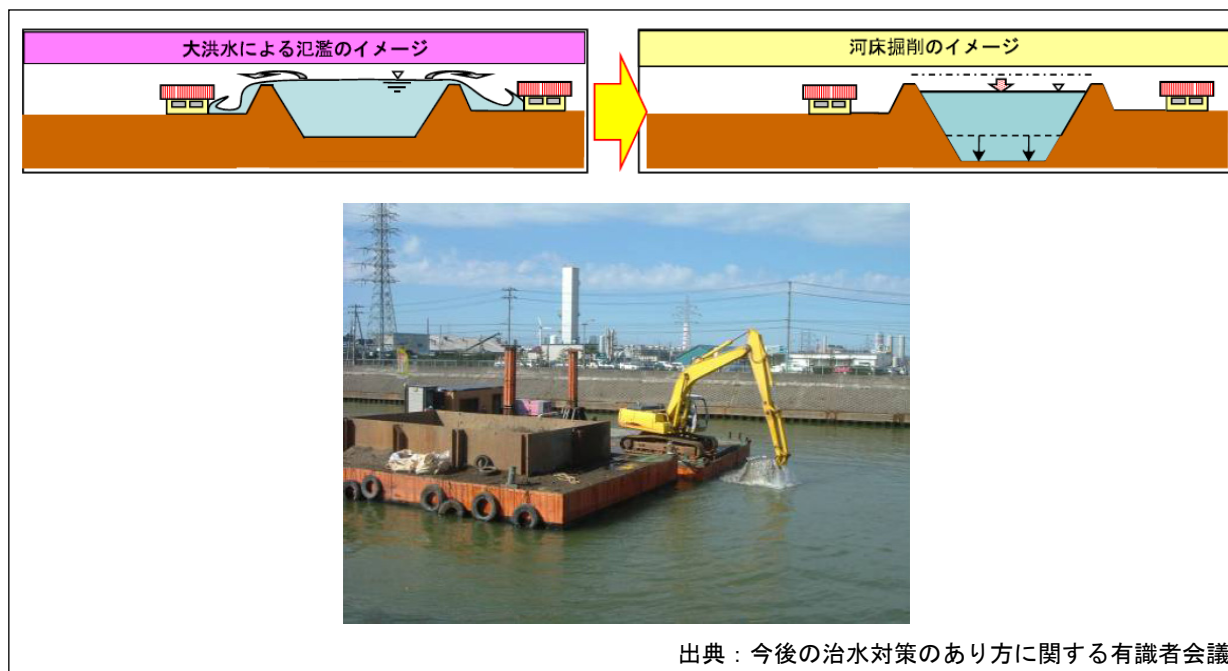 大洪水による氾濫のイメージ
河床掘削のイメージ
出典：今後の治水対策のあり方に関する有識者会議